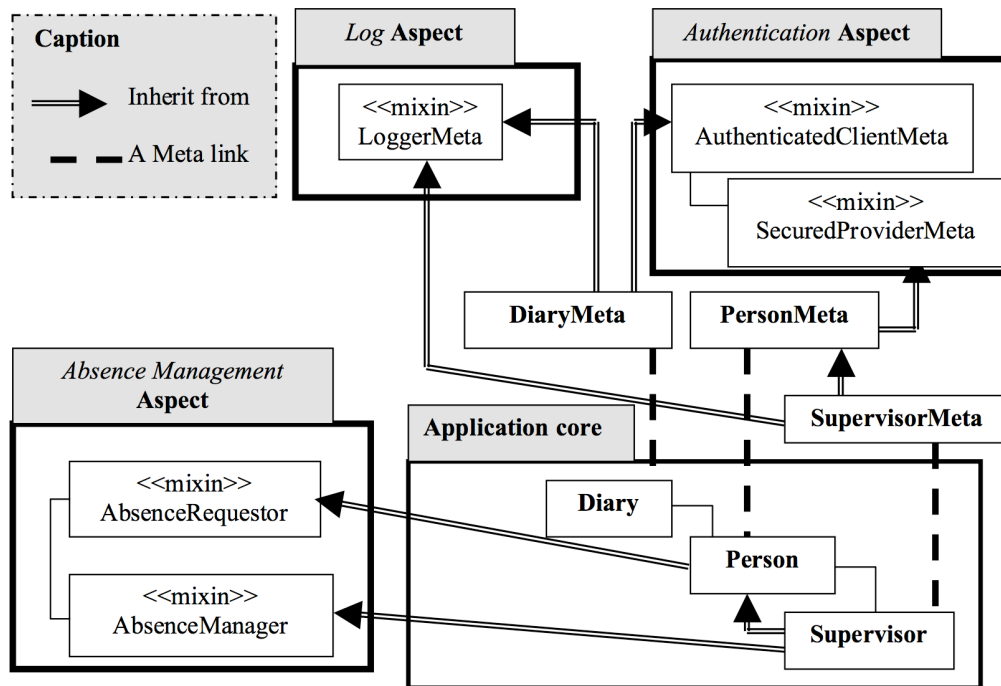 Caption
Inherit from
A Meta link
Log Aspect
<<mixin>>
LoggerMeta
Authentication Aspect
<<mixin>>
AuthenticatedClientMeta
<<mixin>>
SecuredProviderMeta
DiaryMeta
PersonMeta
SupervisorMeta
Absence Management
Aspect
<<mixin>>
AbsenceRequestor
<<mixin>>
AbsenceManager
Application core
Diary
Person
Supervisor